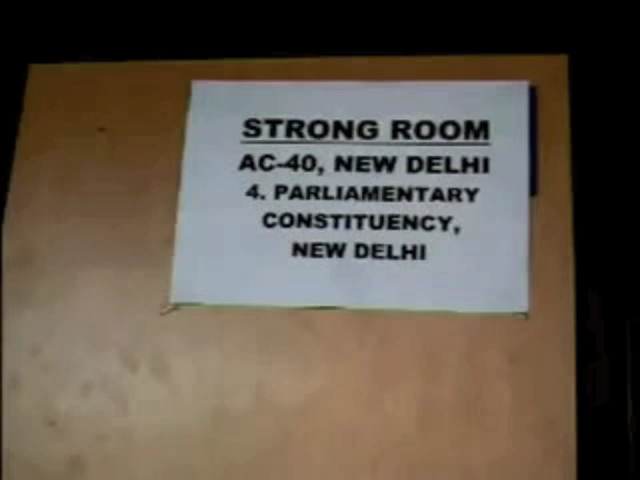 STRONG ROOM
AC-40, NEW DELHI
4. PARLIAMENTARY
CONSTITUENCY,
NEW DELHI